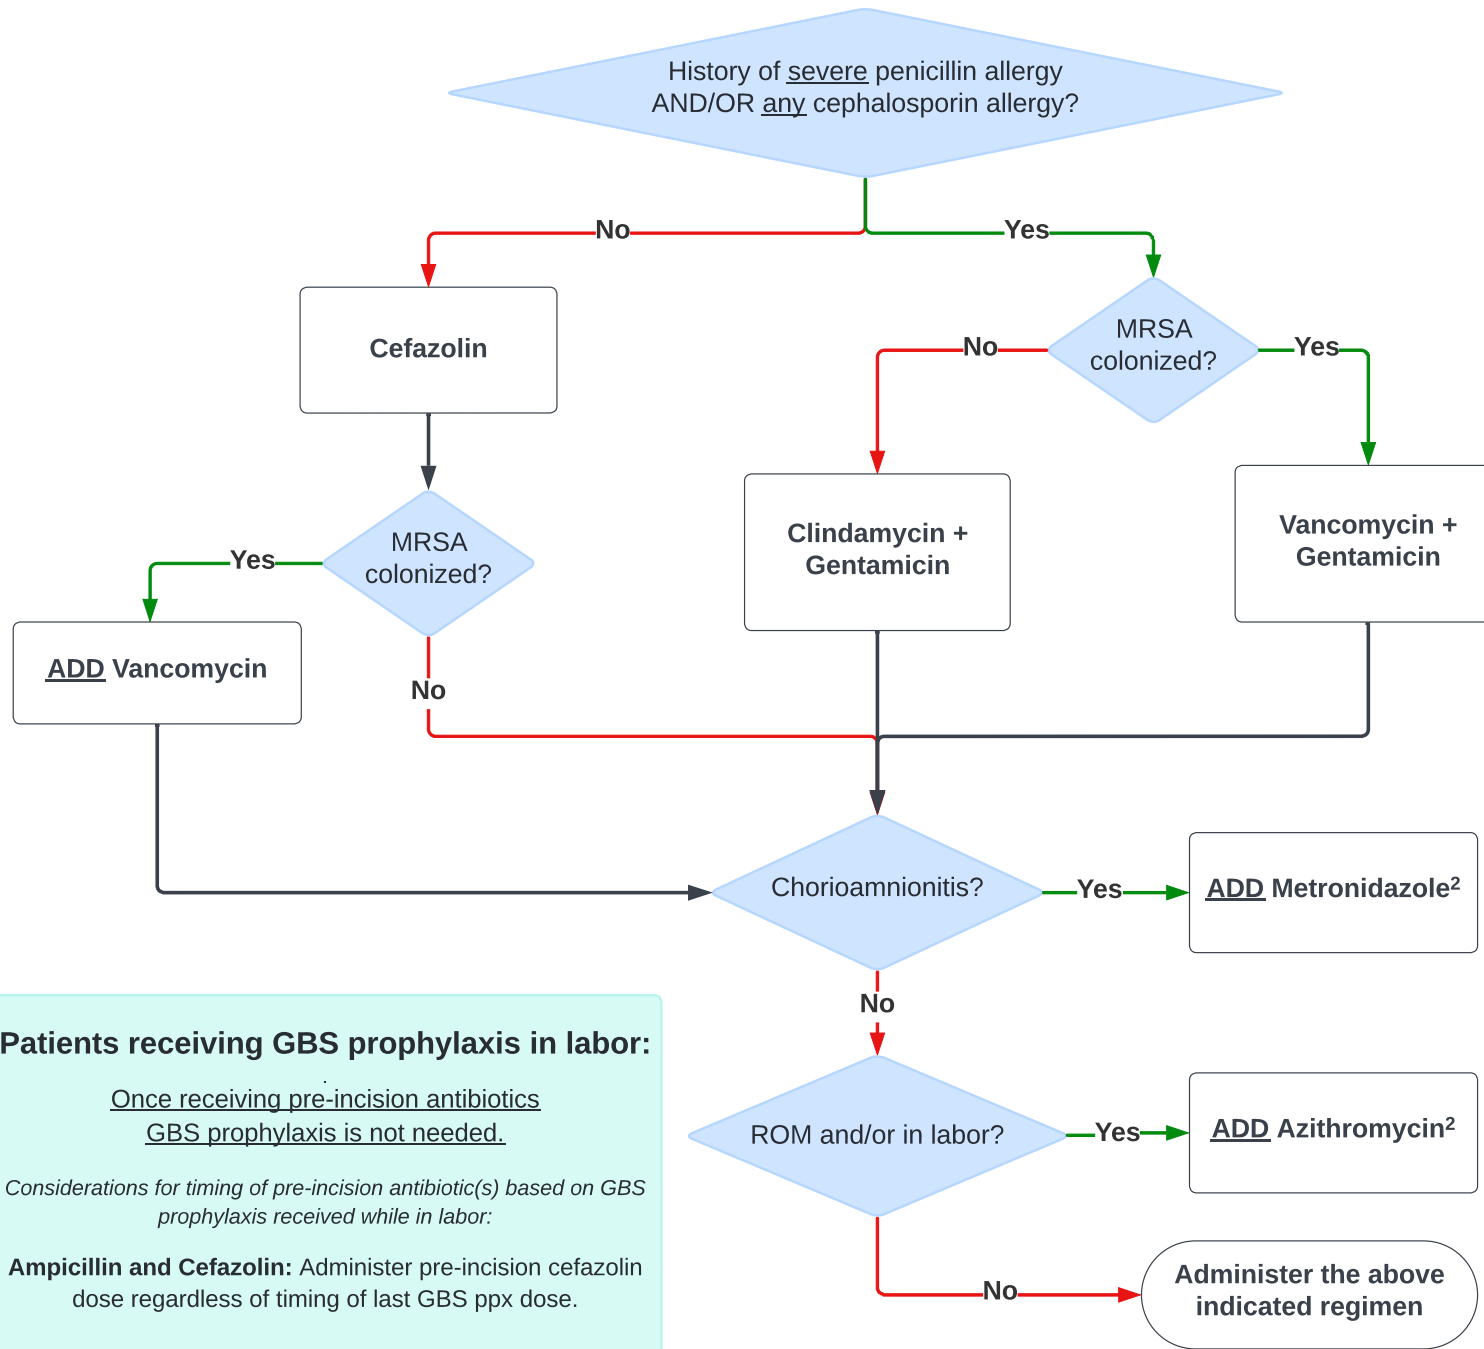 History of severe penicillin allergy
AND/OR any cephalosporin allergy?
No
Yes
Cefazolin
MRSA
colonized?
No
Yes
Clindamycin +
Gentamicin
Vancomycin +
Gentamicin
MRSA
colonized?
Yes
No
ADD Vancomycin
Chorioamnionitis?
Yes
ADD Metronidazole²
No
ROM and/or in labor?
Yes
ADD Azithromycin²
No
Administer the above
indicated regimen
Patients receiving GBS prophylaxis in labor:
.
Once receiving pre-incision antibiotics
GBS prophylaxis is not needed.
Considerations for timing of pre-incision antibiotic(s) based on GBS
prophylaxis received while in labor:
Ampicillin and Cefazolin: Administer pre-incision cefazolin
dose regardless of timing of last GBS ppx dose.